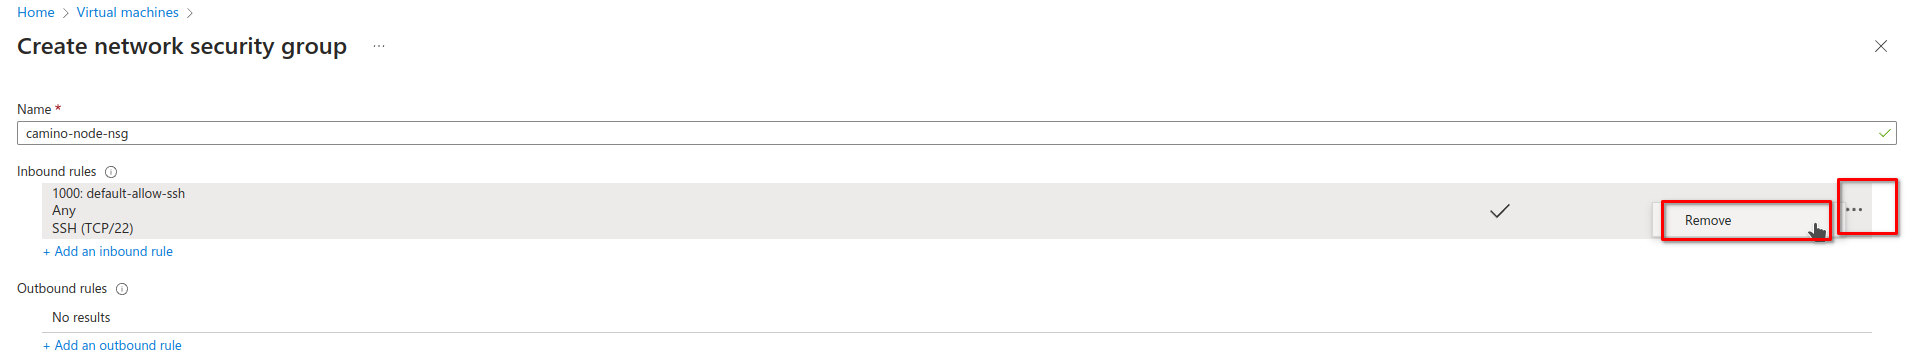 Home > Virtual machines >
Create network security group ...
Name *
camino-node-nsg
Inbound rules
1000: default-allow-ssh
Any
SSH (TCP/22)
Remove
+ Add an inbound rule
Outbound rules
No results
+ Add an outbound rule